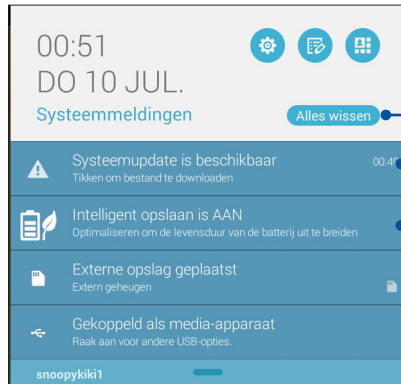 00:51
DO 10 JUL.
Systeemmeldingen
Alles wissen
Systeemupdate is beschikbaar
00:49
Tikken om bestand te downloaden
Intelligent opslaan is AAN
Optimaliseren om de levensduur van de batterij uit te breiden
Externe opslag geplaatst
Extern geheugen
Gekoppeld als media-apparaat
Raak aan voor andere USB-opties.
snoopykiki1